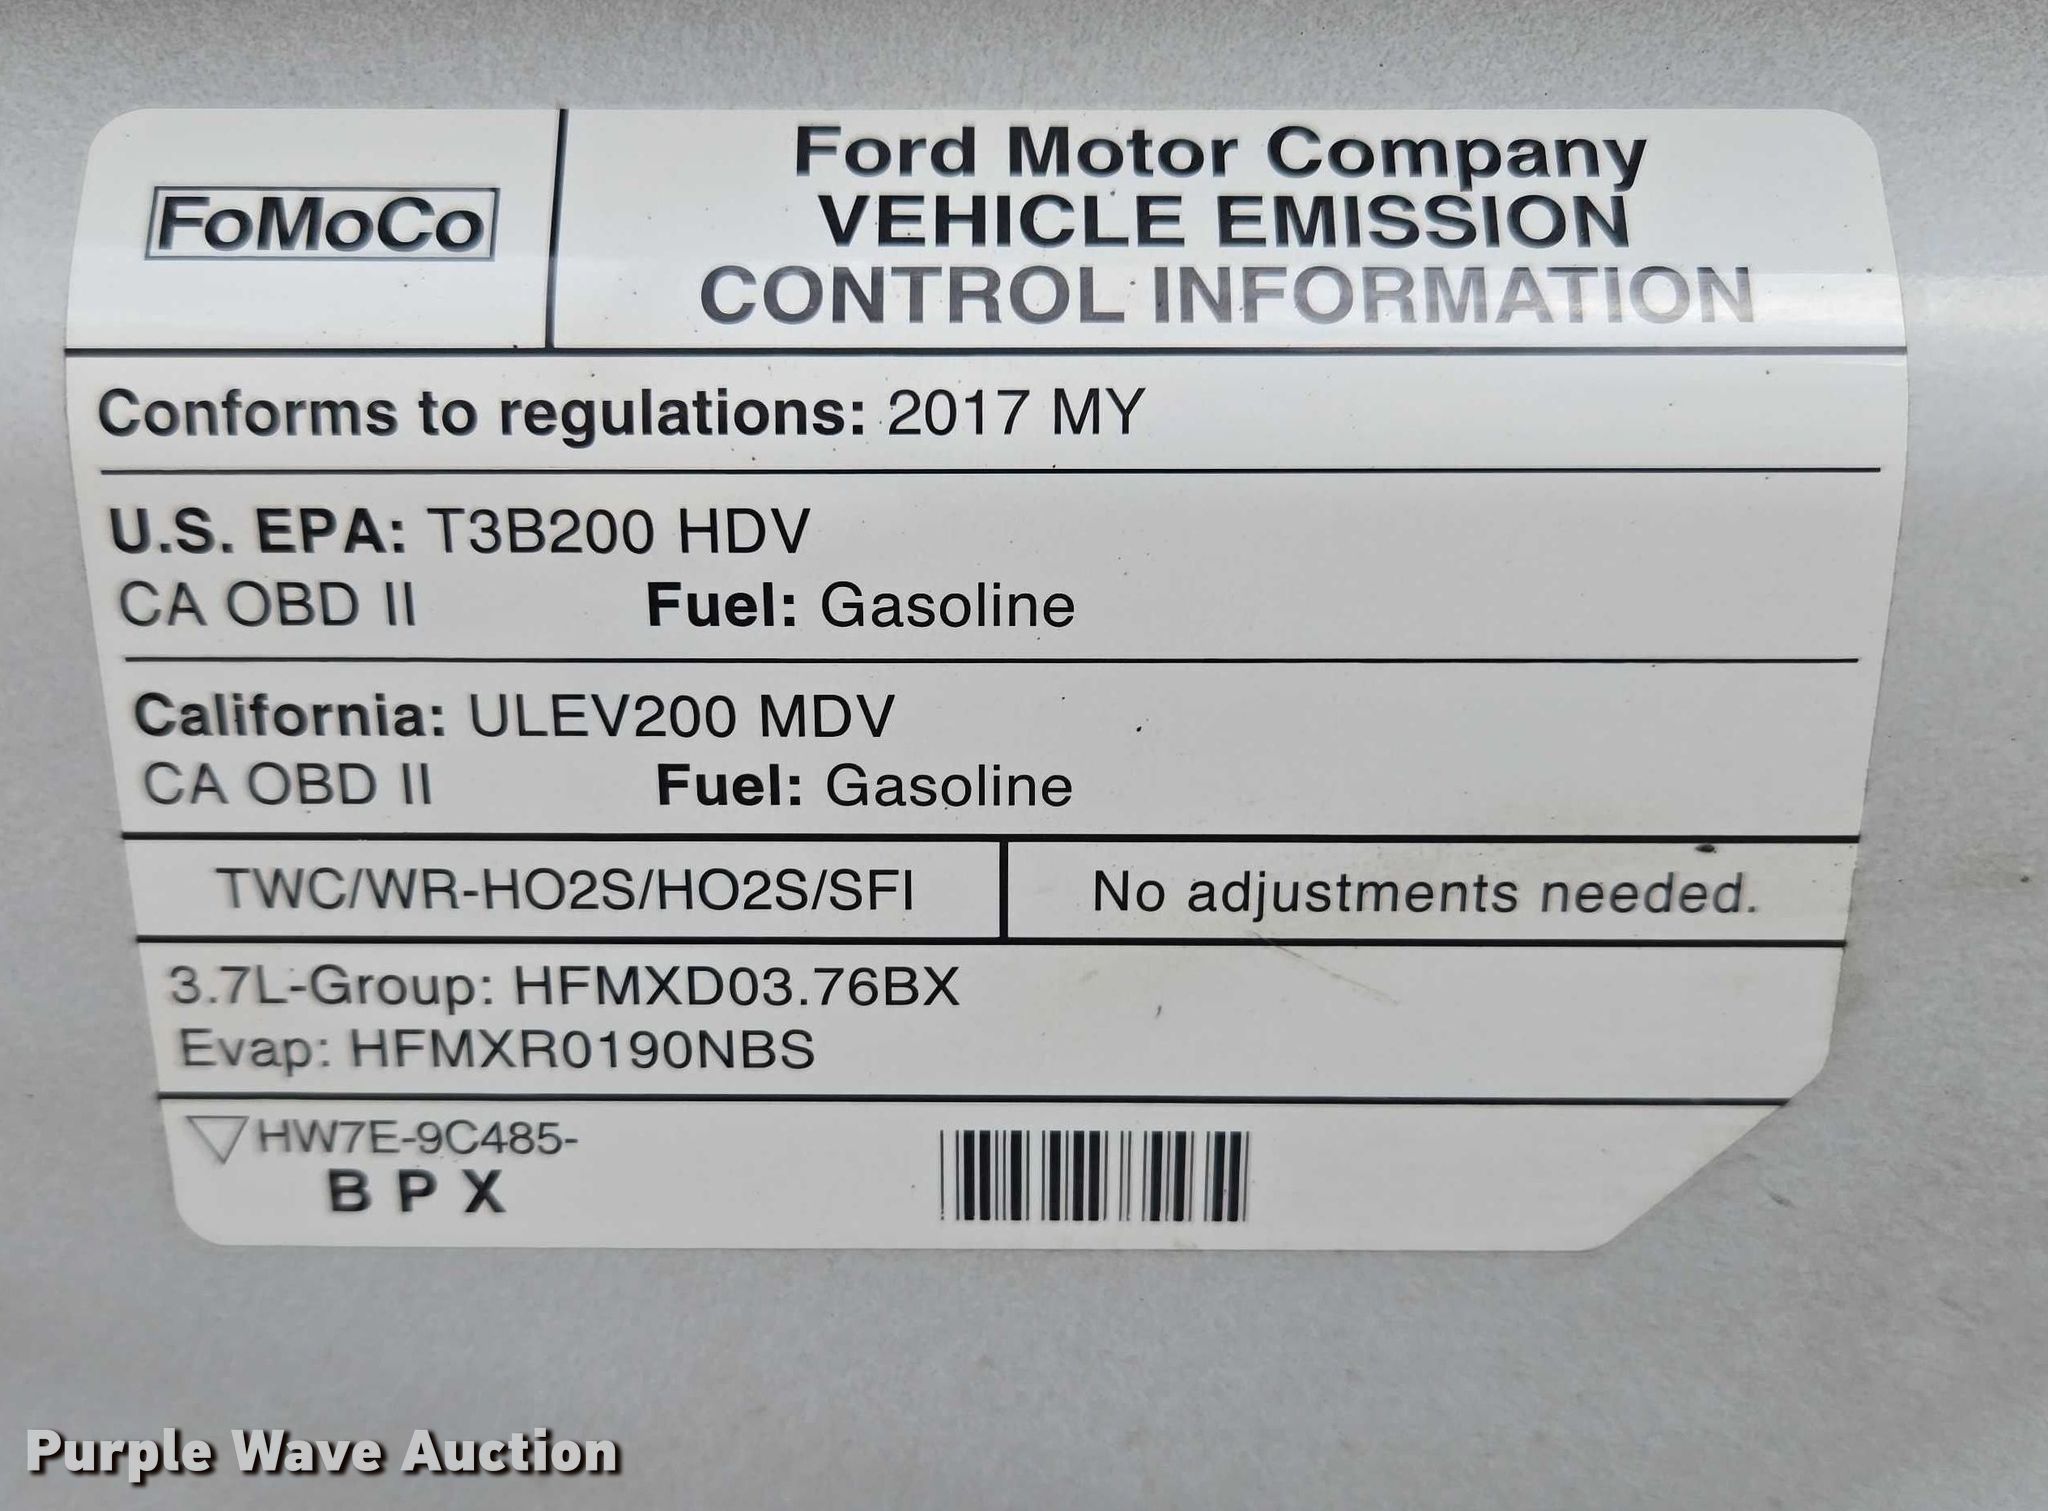 FoMoCo
Ford Motor Company
VEHICLE EMISSION
CONTROL INFORMATION
Conforms to regulations: 2017 MY
U.S. EPA: T3B200 HDV
CA OBD II Fuel: Gasoline
California: ULEV200 MDV
CA OBD II Fuel: Gasoline
TWC/WR-HO2S/HO2S/SFI
No adjustments needed.
3.7L-Group: HFMXD03.76BX
Evap: HFMXR0190NBS
▽HW7E-9C485-
B P X
Purple Wave Auction